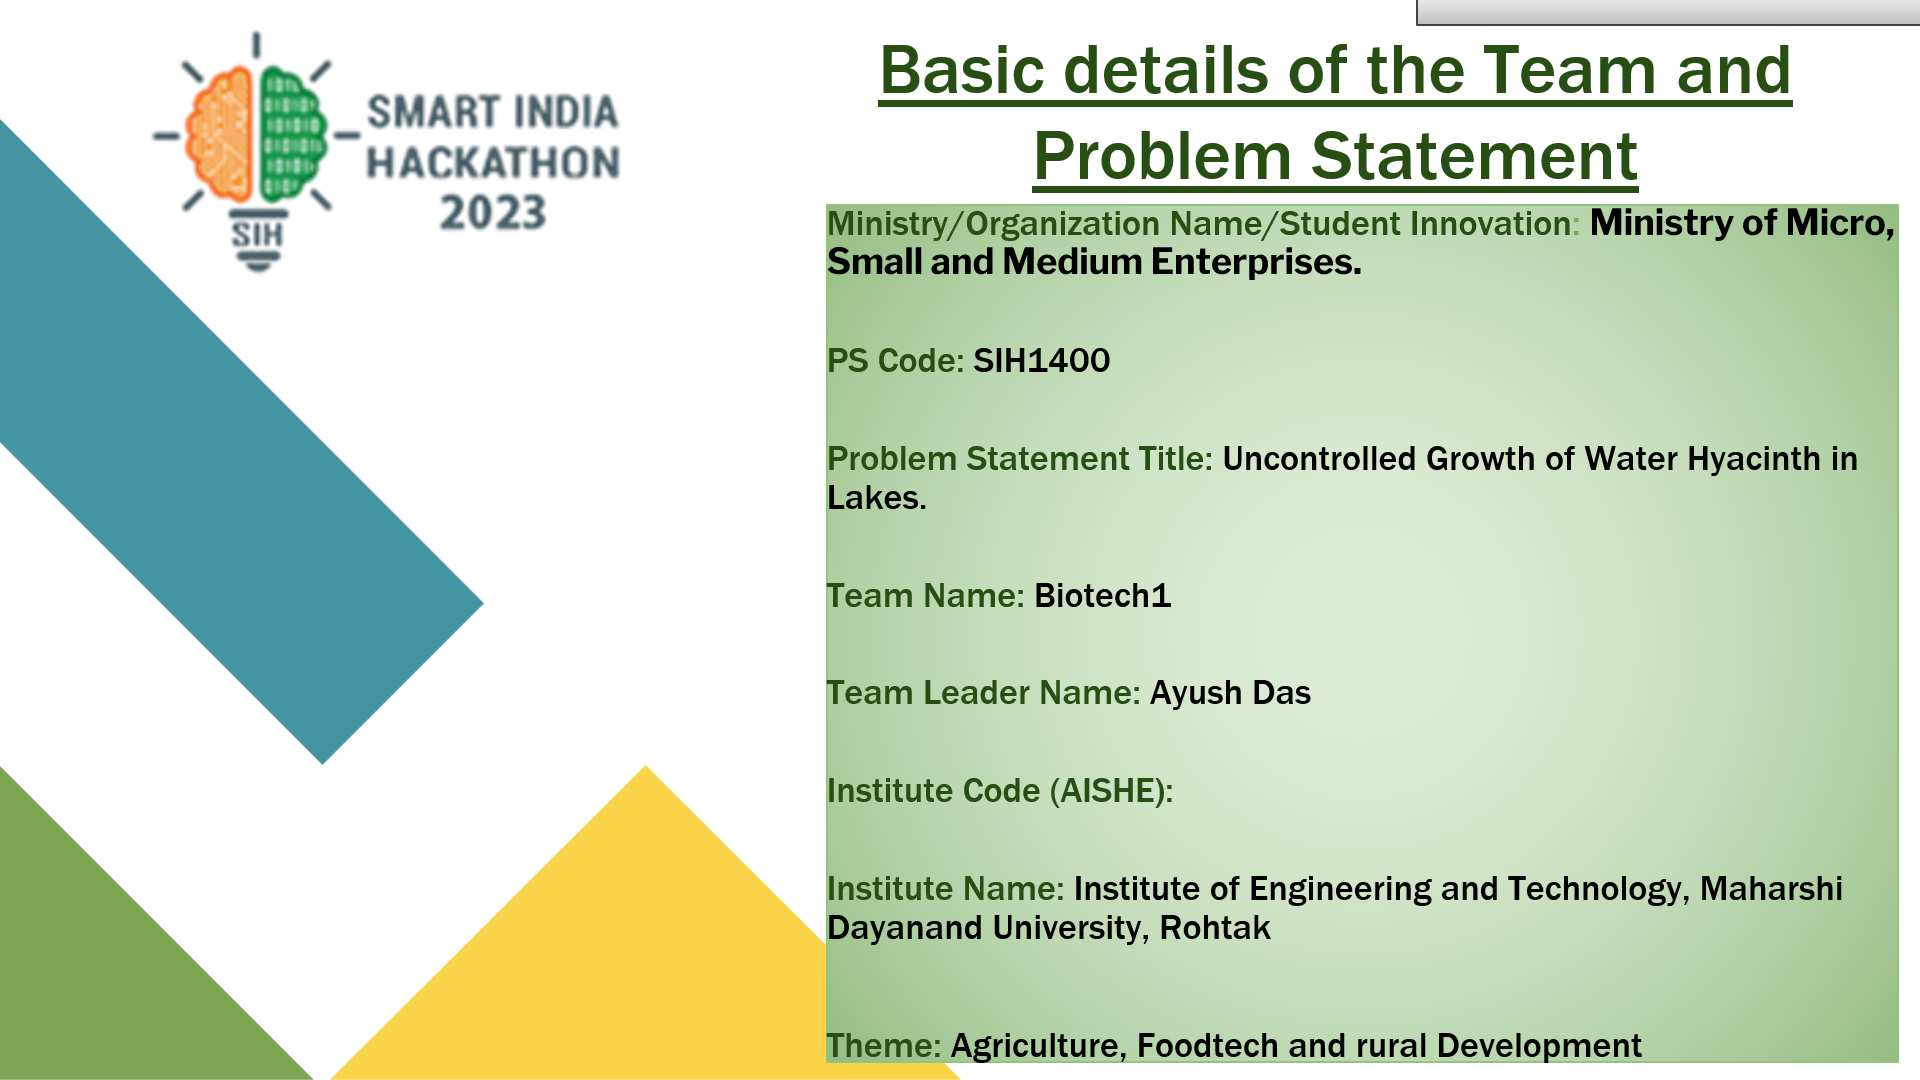 SMART INDIA
HACKATHON
2023
SIH
Basic details of the Team and
Problem Statement
Ministry/Organization Name/Student Innovation: Ministry of Micro,
Small and Medium Enterprises.
PS Code: SIH1400
Problem Statement Title: Uncontrolled Growth of Water Hyacinth in
Lakes.
Team Name: Biotech1
Team Leader Name: Ayush Das
Institute Code (AISHE):
Institute Name: Institute of Engineering and Technology, Maharshi
Dayanand University, Rohtak
Theme: Agriculture, Foodtech and rural Development